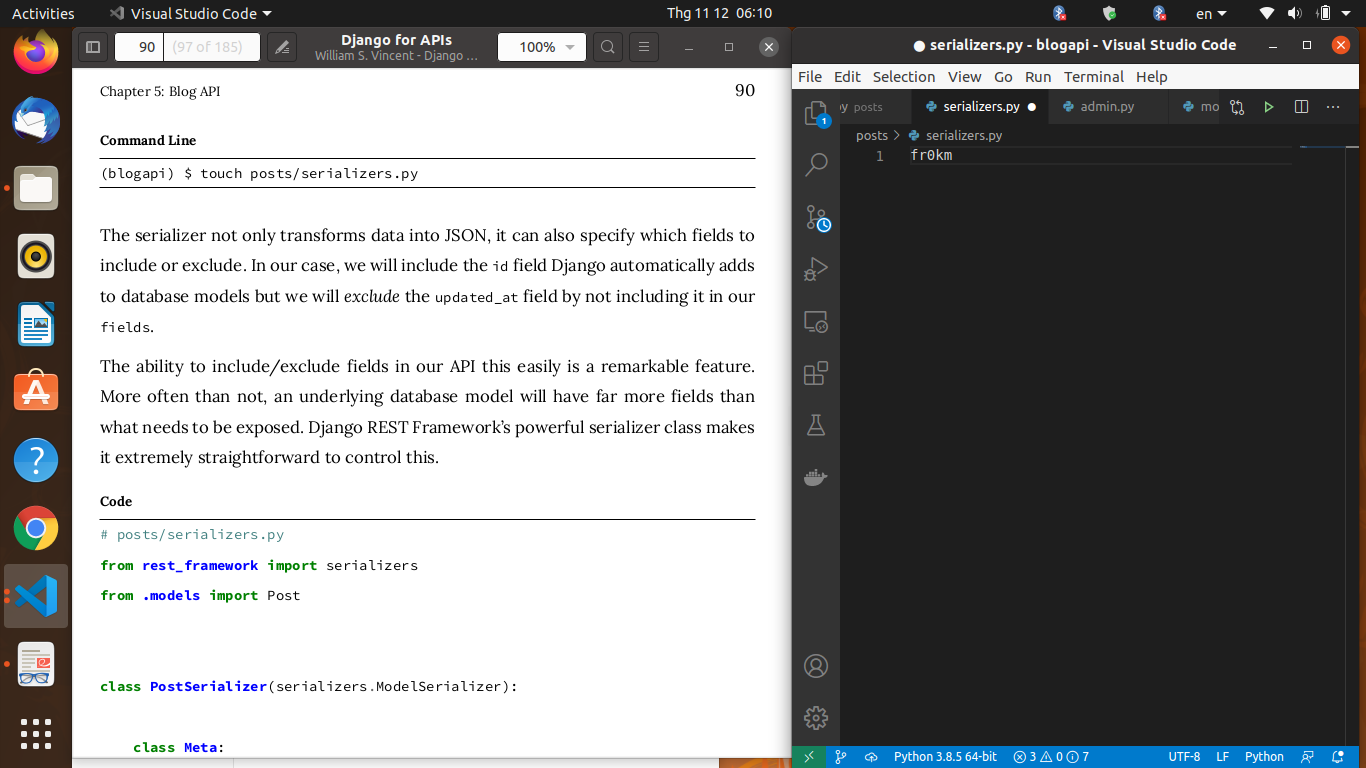 Activities
Visual Studio Code
Thg 11 12 06:10
en
90
(97 of 185)
Django for APIs
William S. Vincent - Django ...
100%
Chapter 5: Blog API
90
Command Line
(blogapi) $ touch posts/serializers.py
The serializer not only transforms data into JSON, it can also specify which fields to
include or exclude. In our case, we will include the id field Django automatically adds
to database models but we will exclude the updated_at field by not including it in our
fields.
The ability to include/exclude fields in our API this easily is a remarkable feature.
More often than not, an underlying database model will have far more fields than
what needs to be exposed. Django REST Framework’s powerful serializer class makes
it extremely straightforward to control this.
Code
# posts/serializers.py
from rest_framework import serializers
from .models import Post
class PostSerializer(serializers.ModelSerializer):
class Meta:
● serializers.py - blogapi - Visual Studio Code
File Edit Selection View Go Run Terminal Help
py posts
serializers.py ●
admin.py
mo
1
posts > serializers.py
1 fr0km
Python 3.8.5 64-bit
3 0 7
UTF-8 LF Python